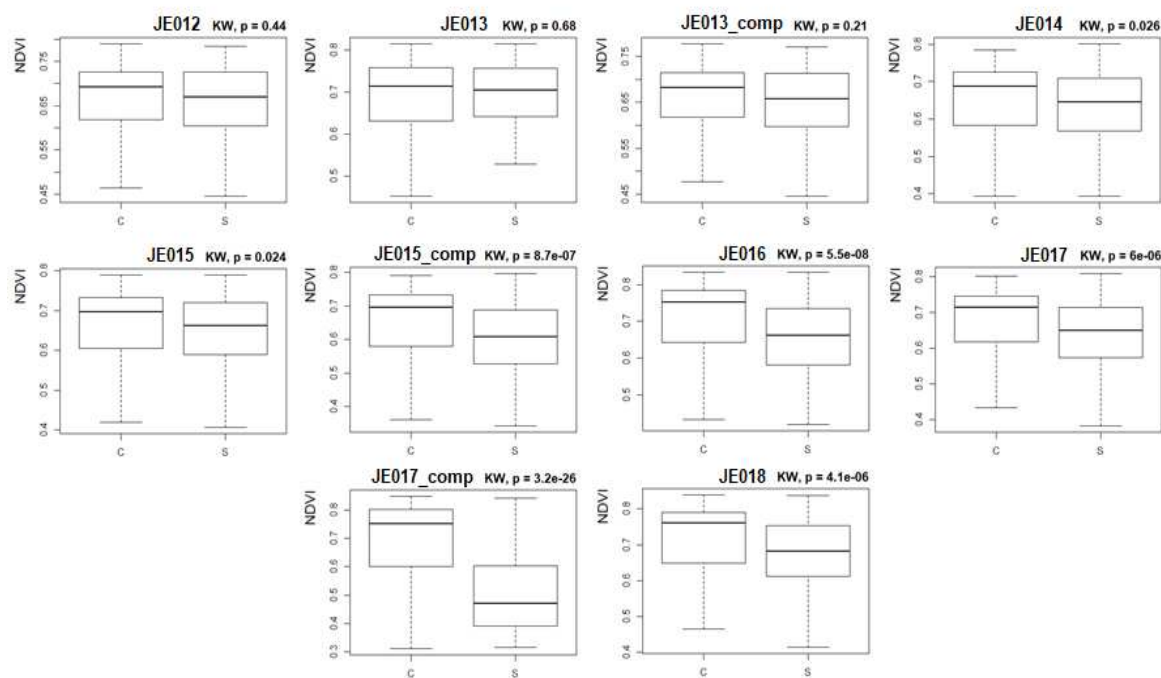 JE012 KW, p = 0.44
NDVI
0.75
0.65
0.55
0.45
C S
JE013 KW, p = 0.68
NDVI
0.8
0.7
0.6
0.5
C S
JE013_comp KW, p = 0.21
NDVI
0.75
0.65
0.55
0.45
C S
JE014 KW, p = 0.026
NDVI
0.8
0.7
0.6
0.5
0.4
C S
JE015 KW, p = 0.024
NDVI
0.8
0.7
0.6
0.5
0.4
C S
JE015_comp KW, p = 8.7e-07
NDVI
0.8
0.7
0.6
0.5
0.4
C S
JE016 KW, p = 5.5e-08
NDVI
0.8
0.7
0.6
0.5
C S
JE017 KW, p = 6e-06
NDVI
0.8
0.7
0.6
0.5
0.4
C S
JE017_comp KW, p = 3.2e-26
NDVI
0.8
0.7
0.6
0.5
0.4
0.3
C S
JE018 KW, p = 4.1e-06
NDVI
0.8
0.7
0.6
0.5
0.4
C S